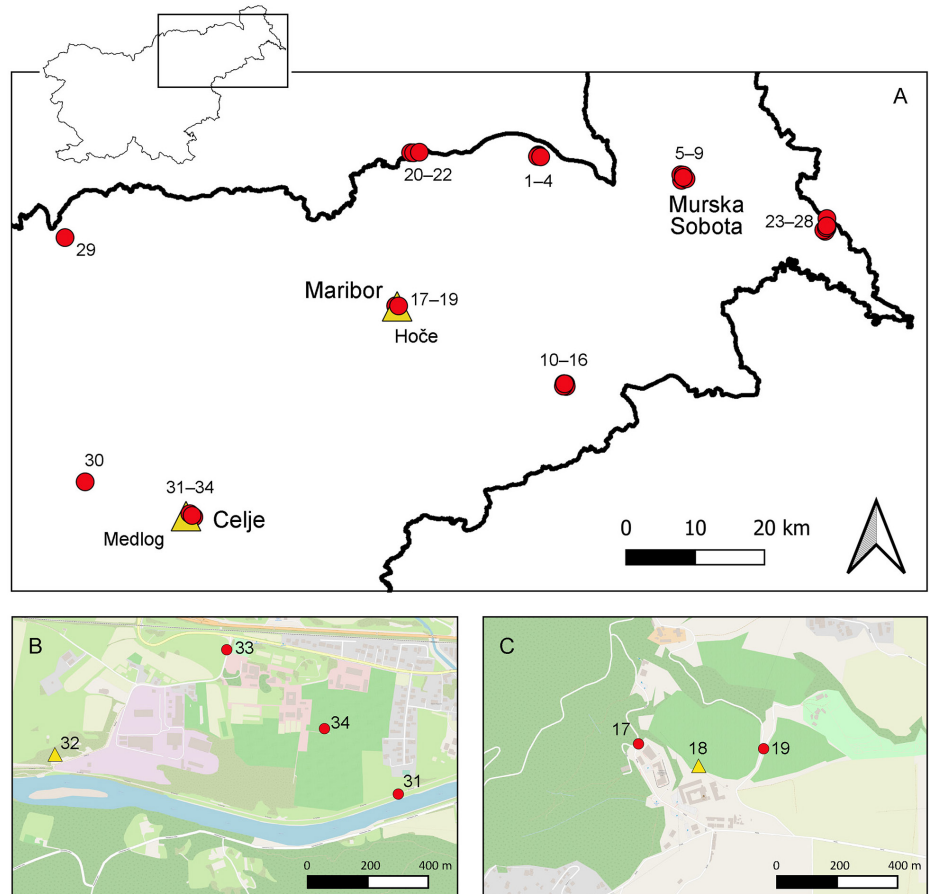 A
20–22
1–4
5–9
Murska
Sobota
23–28
29
Maribor
17–19
Hoče
10–16
30
31–34
Celje
Medlog
0 10 20 km
B
33
34
32
31
0 200 400 m
C
17
18
19
0 200 400 m